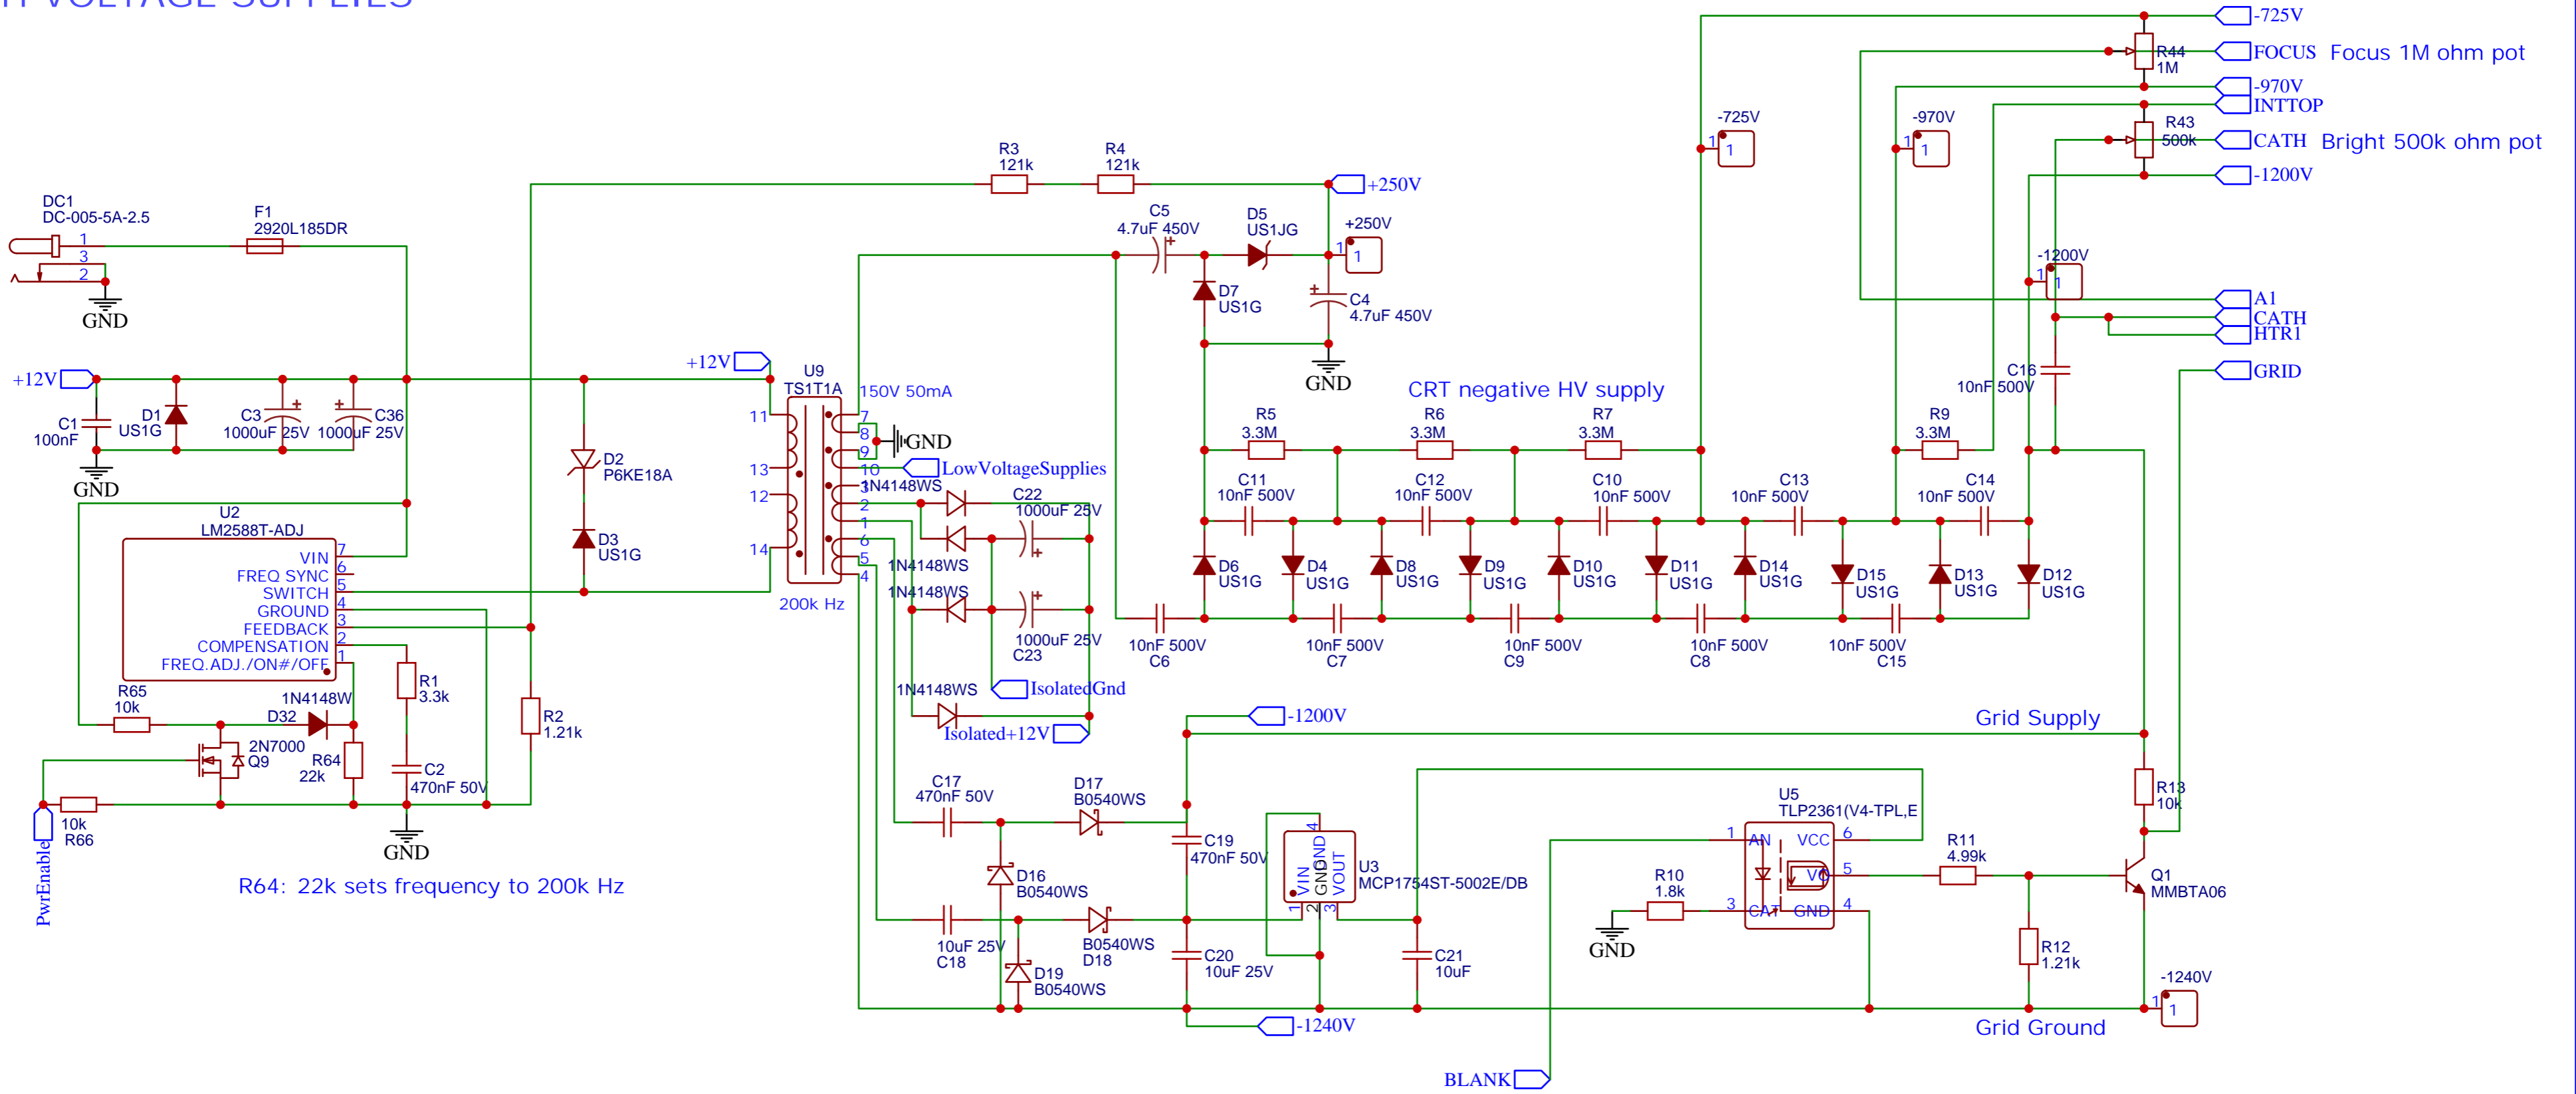 H VOLTAGE SUPPLIES
-725V
R44
1M
FOCUS
Focus 1M ohm pot
-970V
INTTOP
R43
500k
CATH
Bright 500k ohm pot
-1200V
-725V
1
1
-970V
1
1
R3
121k
R4
121k
+250V
DC1
DC-005-5A-2.5
1
3
2
GND
F1
2920L185DR
C5
4.7uF 450V
D5
US1JG
+250V
1
1
D7
US1G
C4
4.7uF 450V
GND
-1200V
1
1
A1
CATH
HTR1
C16
10nF 500V
GRID
+12V
C1
100nF
GND
D1
US1G
C3
1000uF 25V
C36
1000uF 25V
+12V
U9
TS1T1A
150V 50mA
11
13
12
14
7
8
9
10
3
2
1
6
5
4
GND
LowVoltageSupplies
200k Hz
D2
P6KE18A
D3
US1G
CRT negative HV supply
R5
3.3M
R6
3.3M
R7
3.3M
R9
3.3M
C11
10nF 500V
C12
10nF 500V
C10
10nF 500V
C13
10nF 500V
C14
10nF 500V
D6
US1G
D4
US1G
D8
US1G
D9
US1G
D10
US1G
D11
US1G
D14
US1G
D15
US1G
D13
US1G
D12
US1G
10nF 500V
C6
10nF 500V
C7
10nF 500V
C9
10nF 500V
C8
10nF 500V
C15
1N4148WS
C22
1000uF 25V
1N4148WS
1N4148WS
1000uF 25V
C23
1N4148WS
IsolatedGnd
Isolated+12V
U2
LM2588T-ADJ
VIN
7
FREQ SYNC
6
SWITCH
5
GROUND
4
FEEDBACK
3
COMPENSATION
2
FREQ.ADJ./ON#/OFF
1
R65
10k
1N4148W
D32
R1
3.3k
2N7000
Q9
R64
22k
C2
470nF 50V
R2
1.21k
10k
R66
PwrEnable
GND
R64: 22k sets frequency to 200k Hz
-1200V
Grid Supply
C17
470nF 50V
D17
B0540WS
D16
B0540WS
C19
470nF 50V
10uF 25V
C18
B0540WS
D18
D19
B0540WS
C20
10uF 25V
4
GND
VIN
GND
VOUT
1
2
3
U3
MCP1754ST-5002E/DB
C21
10uF
-1240V
U5
TLP2361(V4-TPL,E
1
AN
VCC
6
VO
5
3
CAT
GND
4
R10
1.8k
GND
R11
4.99k
R12
1.21k
R13
10k
Q1
MMBTA06
-1240V
1
1
Grid Ground
BLANK